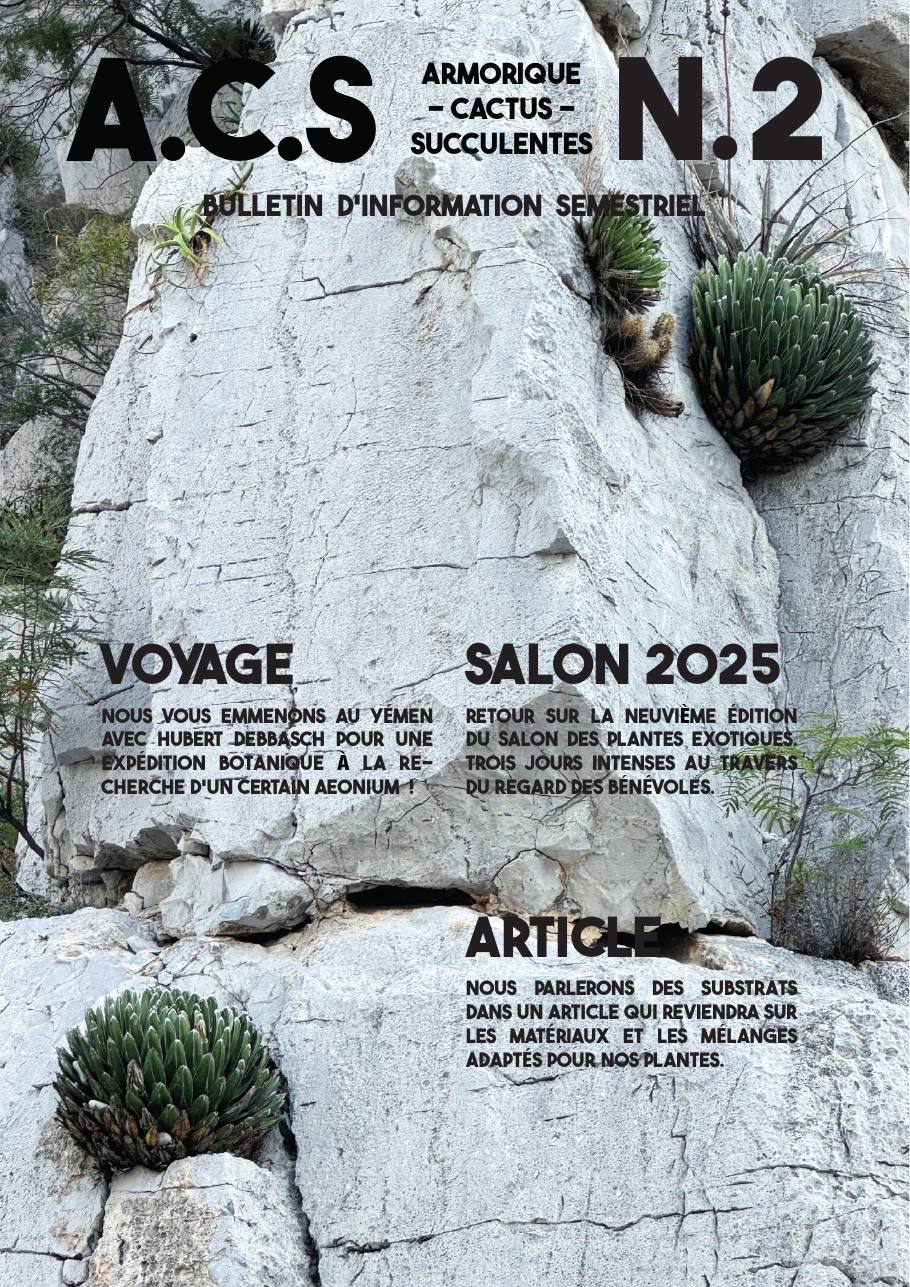 A.C.S
ARMORIQUE
– CACTUS –
SUCCULENTES
N.2
BULLETIN D'INFORMATION SEMESTRIEL
VOYAGE
NOUS VOUS EMMENONS AU YÉMEN
AVEC HUBERT DEBBASCH POUR UNE
EXPÉDITION BOTANIQUE À LA RE-
CHERCHE D'UN CERTAIN AEONIUM !
SALON 2025
RETOUR SUR LA NEUVIÈME ÉDITION
DU SALON DES PLANTES EXOTIQUES.
TROIS JOURS INTENSES AU TRAVERS
DU REGARD DES BÉNÉVOLES.
ARTICLE
NOUS PARLERONS DES SUBSTRATS
DANS UN ARTICLE QUI REVIENDRA SUR
LES MATÉRIAUX ET LES MÉLANGES
ADAPTÉS POUR NOS PLANTES.